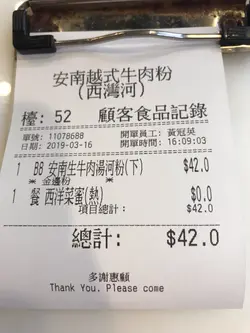 安南越式牛肉粉
(西灣河)
檯: 52 顧客食品記錄
單號: 11078688 開單員工: 黃冠英
日期: 2019-03-16 開單時間: 16:09:03
1 B8 安南生牛肉湯河粉(下) $42.0
* 金邊粉 *
1 餐 西洋菜蜜(熱) $0.0
項目總計: $42.0
總計: $42.0
多謝惠顧
Thank You, Please come